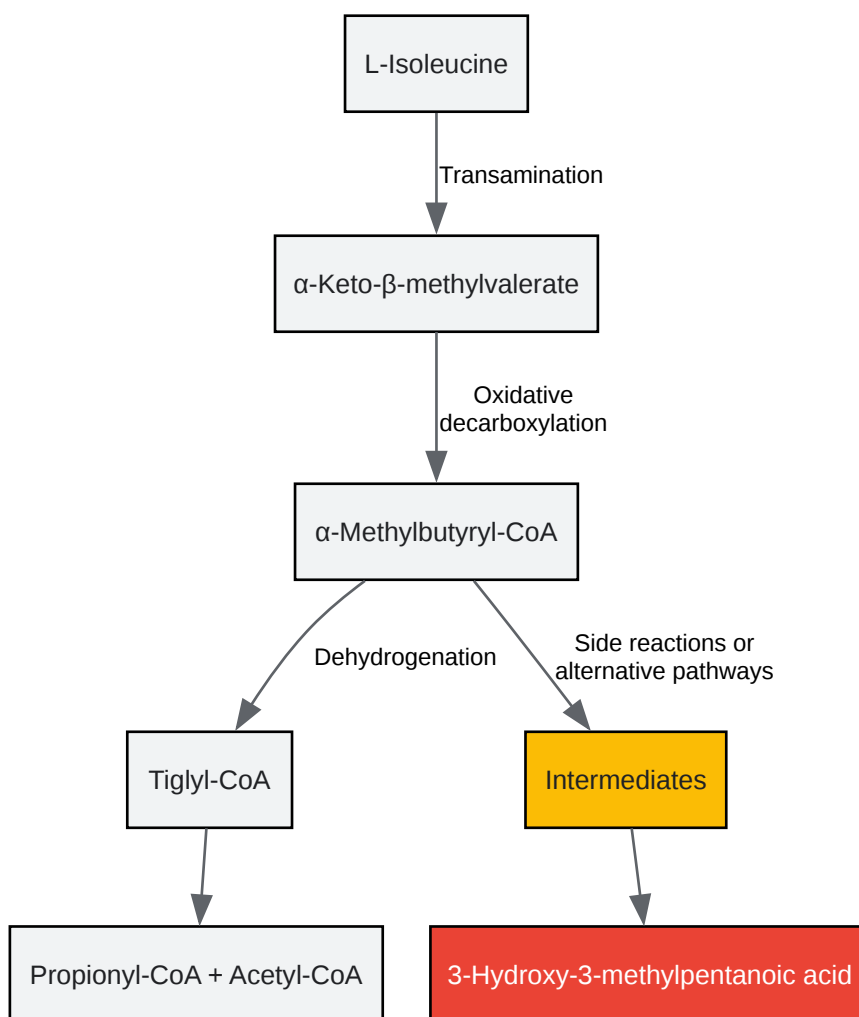 L-Isoleucine
Transamination
α-Keto-β-methylvalerate
Oxidative
decarboxylation
α-Methylbutyryl-CoA
Dehydrogenation
Side reactions or
alternative pathways
Tiglyl-CoA
Intermediates
Propionyl-CoA + Acetyl-CoA
3-Hydroxy-3-methylpentanoic acid